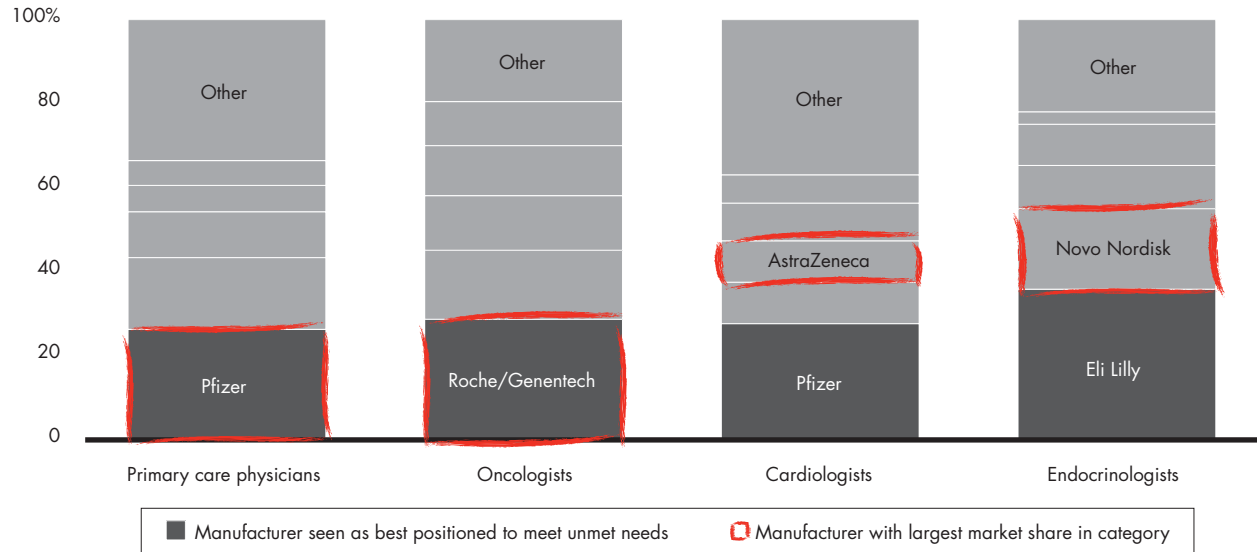 100%
80
60
40
20
0
Other
Pfizer
Other
Roche/Genentech
Other
AstraZeneca
Pfizer
Other
Novo Nordisk
Eli Lilly
Primary care physicians
Oncologists
Cardiologists
Endocrinologists
Manufacturer seen as best positioned to meet unmet needs
Manufacturer with largest market share in category